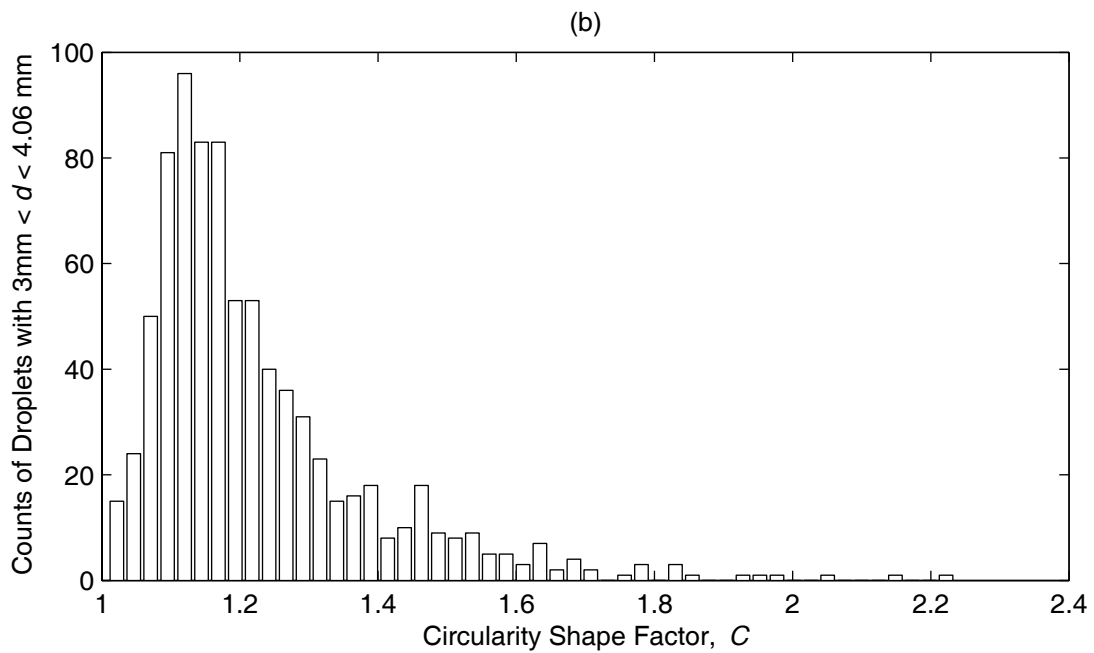 (b)
Counts of Droplets with 3mm < d < 4.06 mm
100
80
60
40
20
0
1 1.2 1.4 1.6 1.8 2 2.2 2.4
Circularity Shape Factor, C